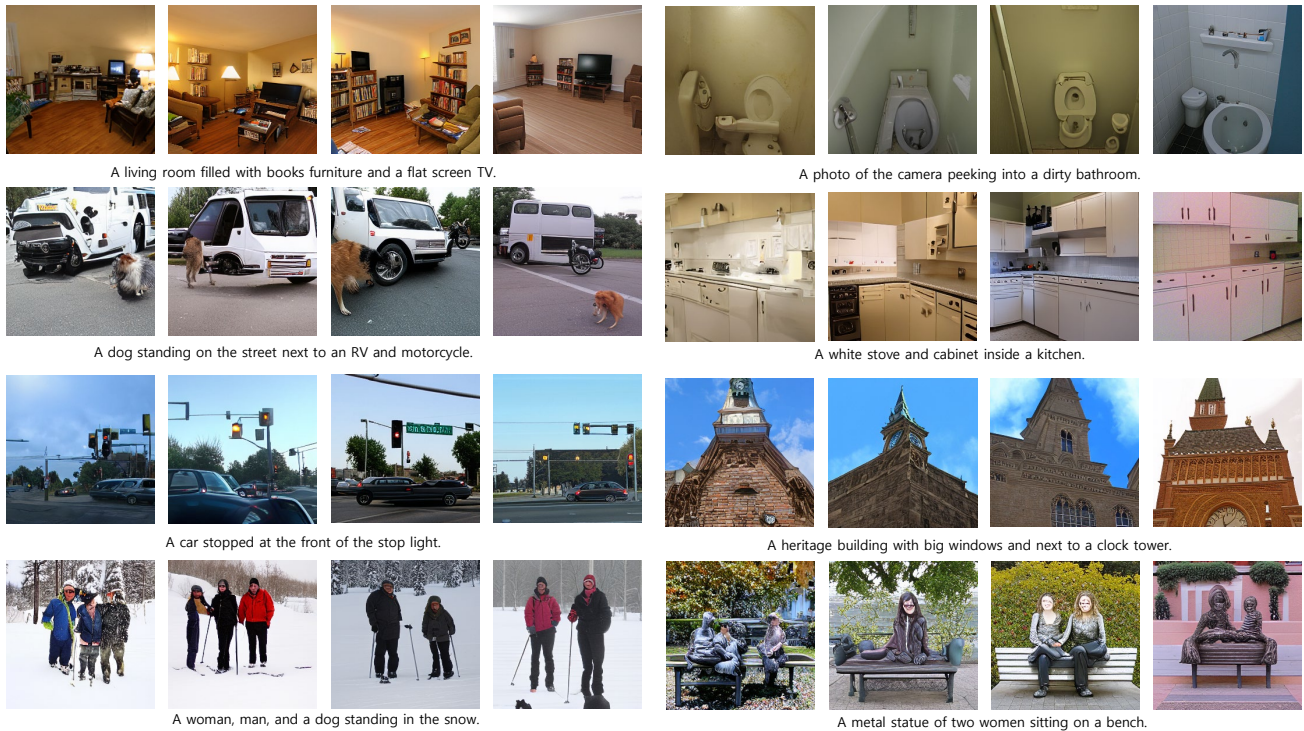 A living room filled with books furniture and a flat screen TV.
A photo of the camera peeking into a dirty bathroom.
A dog standing on the street next to an RV and motorcycle.
A white stove and cabinet inside a kitchen.
A car stopped at the front of the stop light.
A heritage building with big windows and next to a clock tower.
A woman, man, and a dog standing in the snow.
A metal statue of two women sitting on a bench.